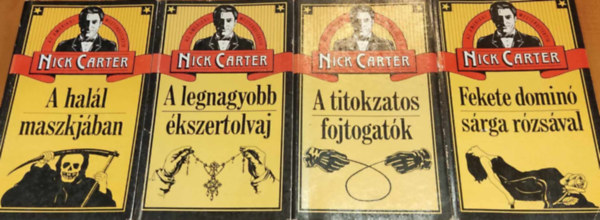 NICK CARTER
A halál
maszkjában
NICK CARTER
A legnagyobb
ékszertolvaj
NICK CARTER
A titokzatos
fojtogatók
NICK CARTER
Fekete dominó
sárga rózsával